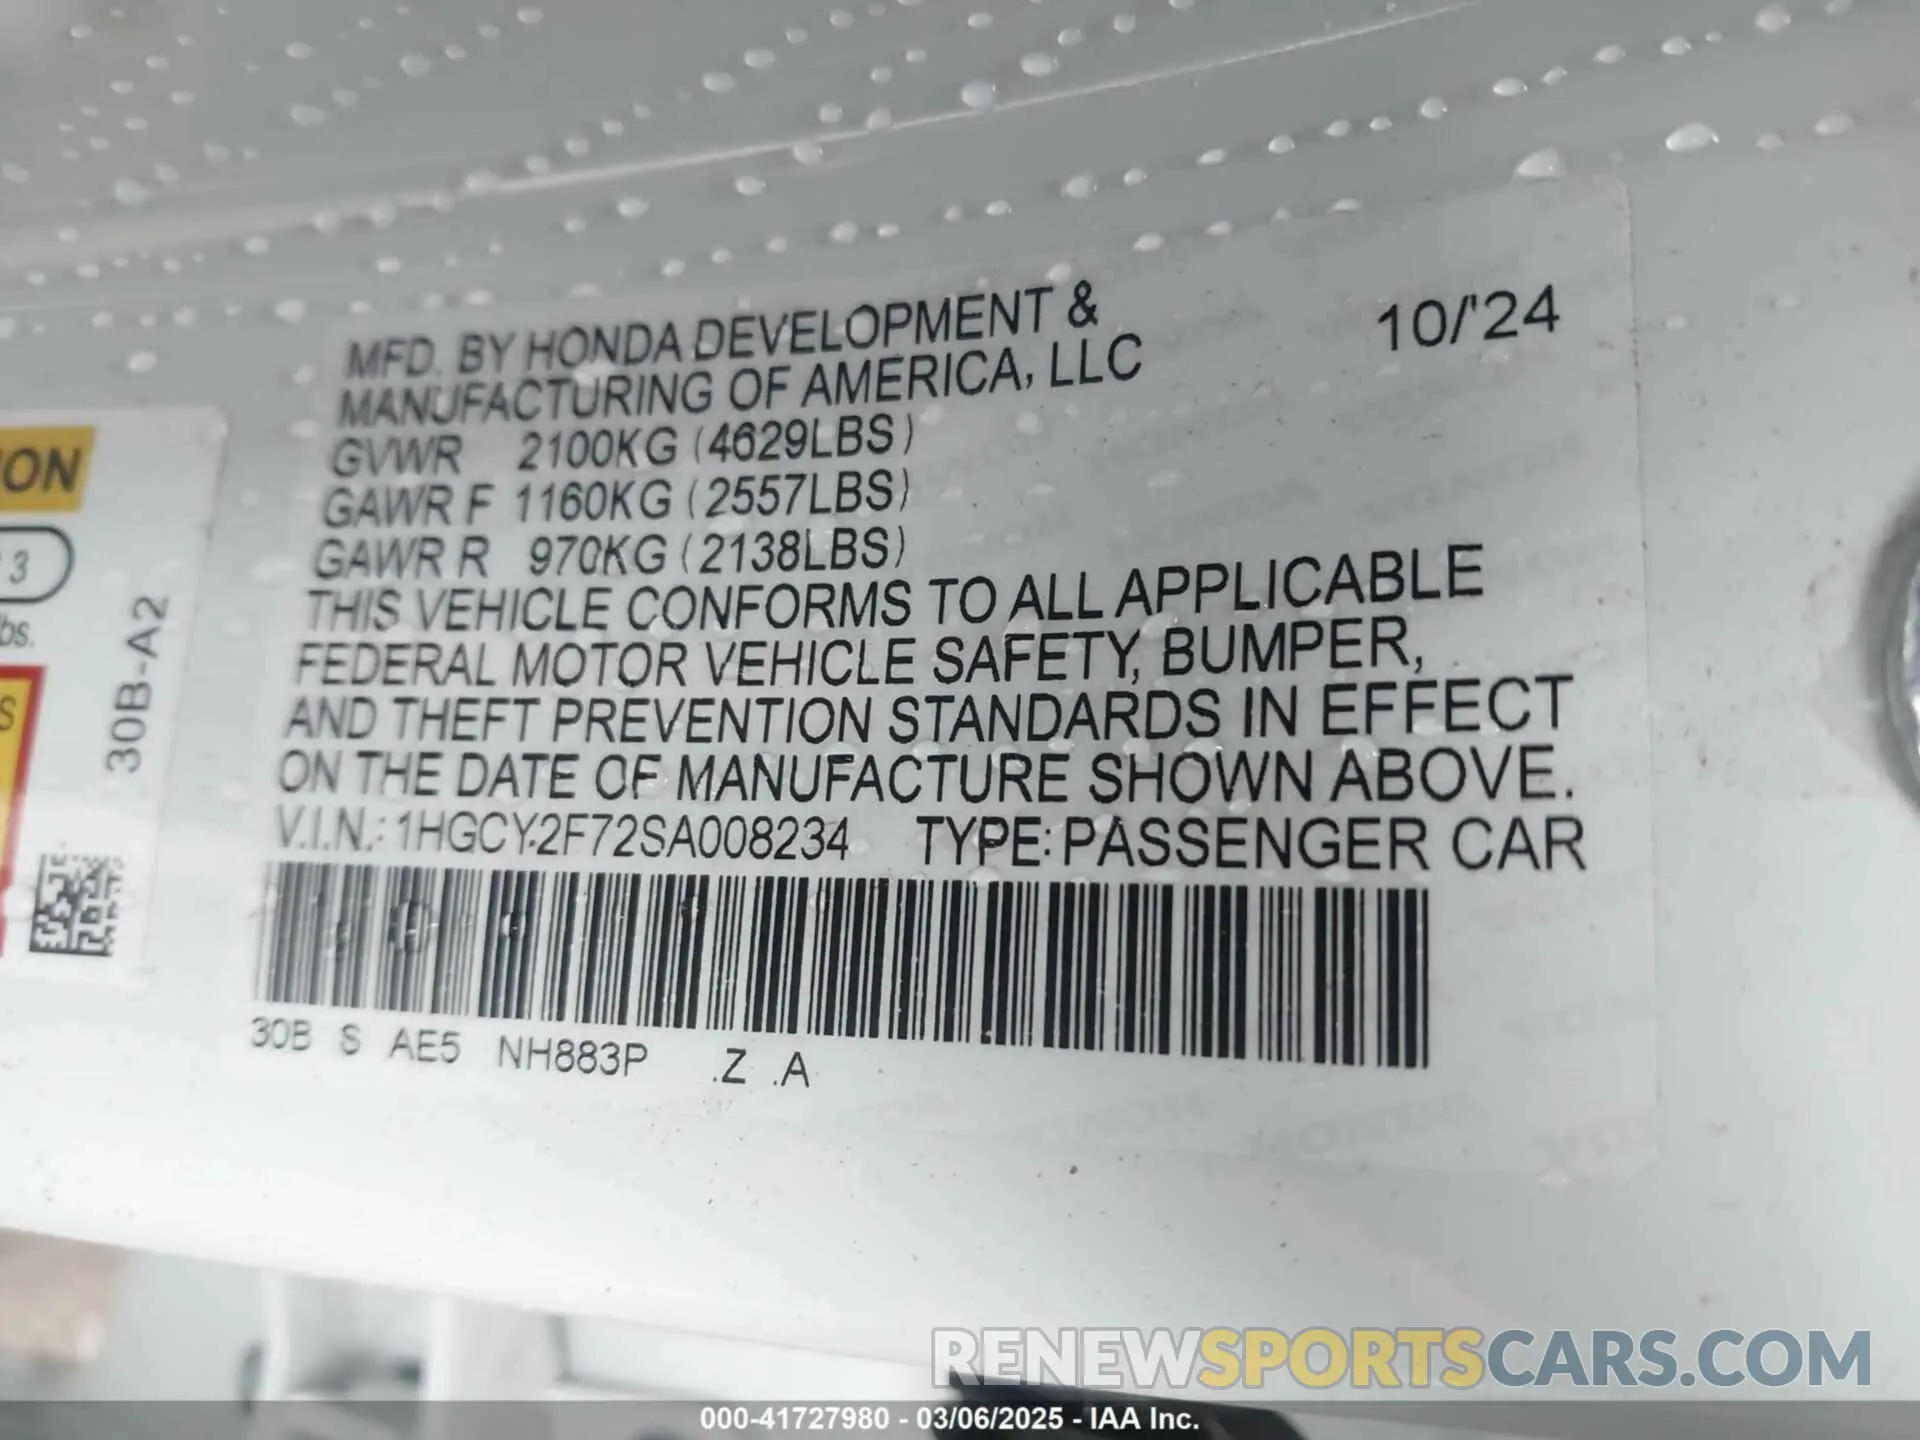 MFD. BY HONDA DEVELOPMENT &
MANUFACTURING OF AMERICA, LLC
10/'24
GVWR 2100KG (4629LBS)
GAWR F 1160KG (2557LBS)
GAWR R 970KG (2138LBS)
THIS VEHICLE CONFORMS TO ALL APPLICABLE
FEDERAL MOTOR VEHICLE SAFETY, BUMPER,
AND THEFT PREVENTION STANDARDS IN EFFECT
ON THE DATE OF MANUFACTURE SHOWN ABOVE.
V.I.N.: 1HGCY2F72SA008234 TYPE: PASSENGER CAR
30B S AE5 NH883P .Z .A
ION
3
lbs.
S
30B-A2
RENEWSPORTSCARS.COM
000-41727980 - 03/06/2025 - IAA Inc.